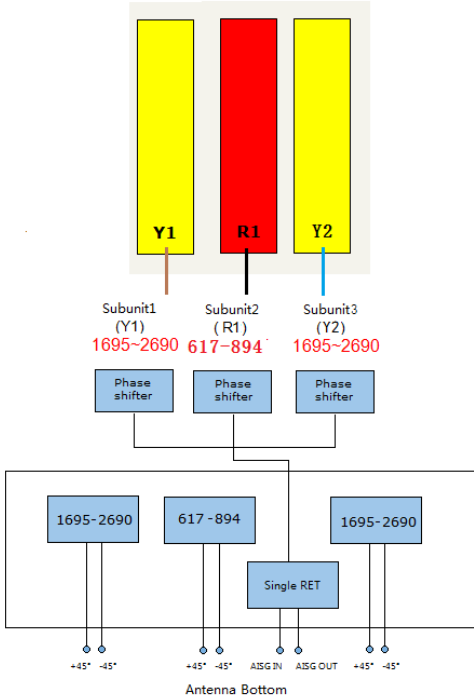 Y1
R1
Y2
Subunit1
(Y1)
1695~2690
Subunit2
( R1)
617-894
Subunit3
(Y2)
1695~2690
Phase
shifter
Phase
shifter
Phase
shifter
1695-2690
617 -894
1695-2690
Single RET
+45° -45°
+45° -45°
AISG IN AISG OUT
+45° -45°
Antenna Bottom